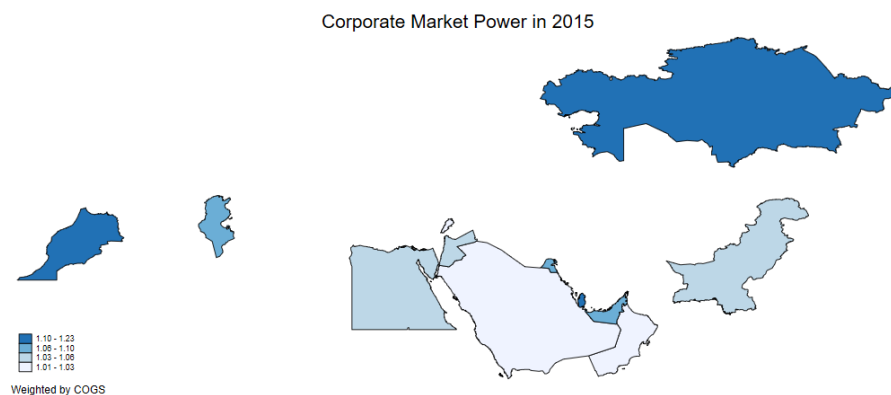 Corporate Market Power in 2015
1.10 - 1.23
1.06 - 1.10
1.03 - 1.06
1.01 - 1.03
Weighted by COGS